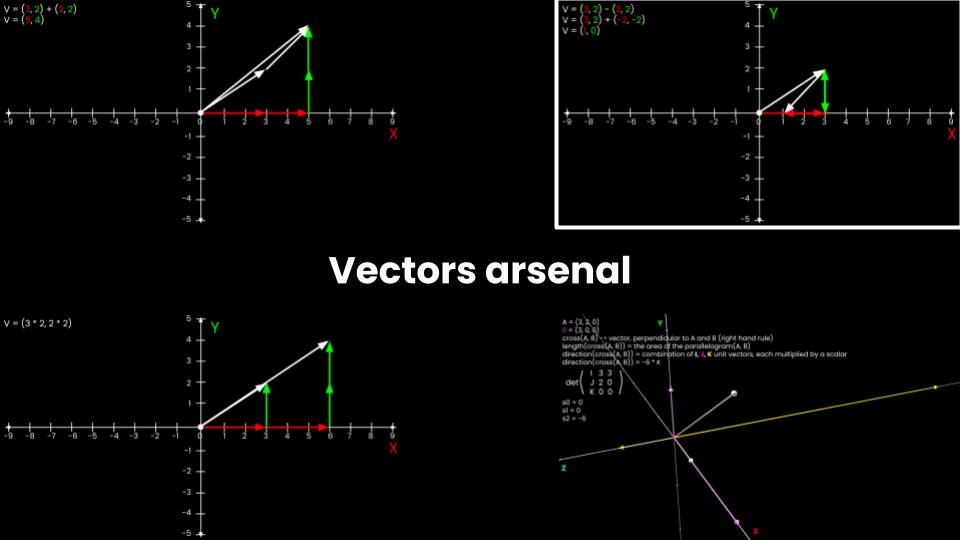 V = (3, 2) + (2, 2)
V = (5, 4)
Y
5
4
3
2
1
-9 -8 -7 -6 -5 -4 -3 -2 -1 0 1 2 3 4 5 6 7 8 9
X
-1
-2
-3
-4
-5
V = (3, 2) - (2, 2)
V = (3, 2) + (-2, -2)
V = (1, 0)
Y
5
4
3
2
1
-9 -8 -7 -6 -5 -4 -3 -2 -1 0 2 3 4 5 6 7 8 9
X
-1
-2
-3
-4
-5
Vectors arsenal
V = (3 * 2, 2 * 2)
Y
5
4
3
2
1
-9 -8 -7 -6 -5 -4 -3 -2 -1 0 2 3 4 5 6 7 8 9
X
-1
-2
-3
-4
-5
A = (3, 2, 0)
B = (3, 0, 0)
cross(A, B) -> vector, perpendicular to A and B (right hand rule)
length(cross(A, B)) = the area of the parallelogram(A, B)
direction(cross(A, B)) = combination of I, J, K unit vectors, each multiplied by a scalar
direction(cross(A, B)) = -6 * K
I 3 3
det( J 2 0 )
K 0 0
s0 = 0
s1 = 0
s2 = -6
Y
Z
X